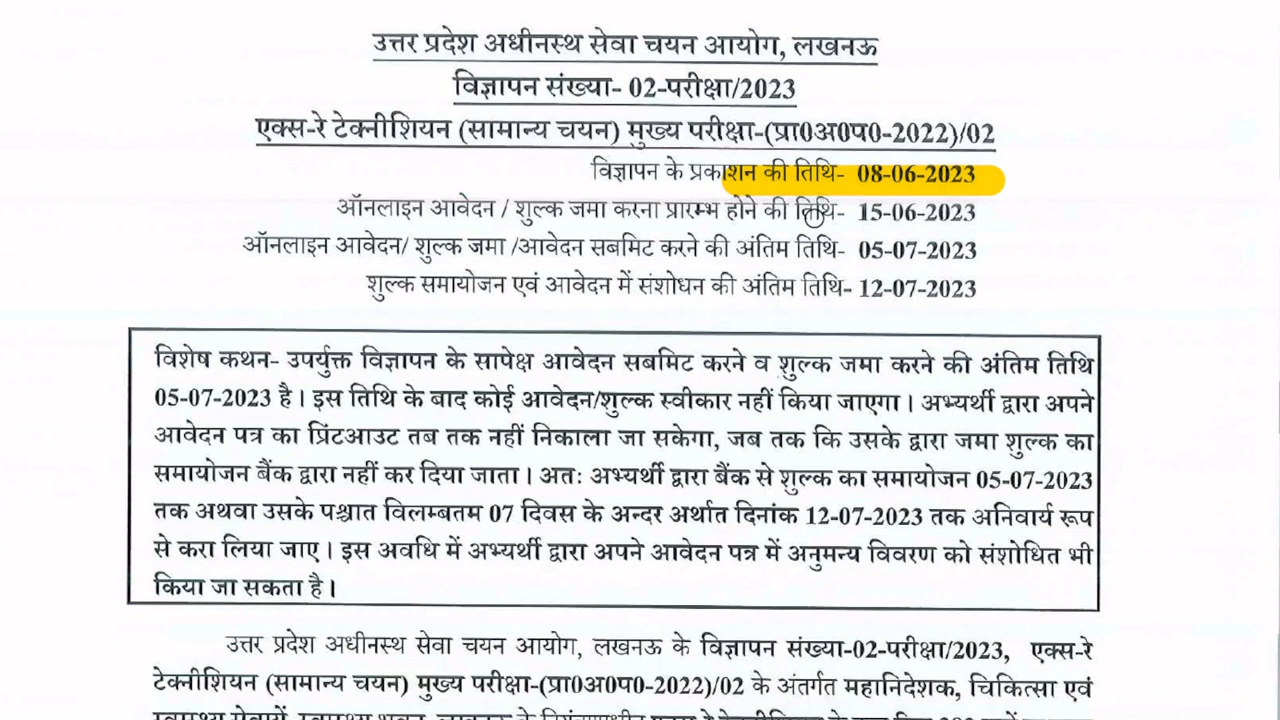 उत्तर प्रदेश अधीनस्थ सेवा चयन आयोग, लखनऊ
विज्ञापन संख्या- 02-परीक्षा/2023
एक्स-रे टेक्नीशियन (सामान्य चयन) मुख्य परीक्षा-(प्रा0अ0प0-2022)/02
विज्ञापन के प्रकाशन की तिथि- 08-06-2023
ऑनलाइन आवेदन / शुल्क जमा करना प्रारम्भ होने की तिथि- 15-06-2023
ऑनलाइन आवेदन/ शुल्क जमा /आवेदन सबमिट करने की अंतिम तिथि- 05-07-2023
शुल्क समायोजन एवं आवेदन में संशोधन की अंतिम तिथि- 12-07-2023
विशेष कथन- उपर्युक्त विज्ञापन के सापेक्ष आवेदन सबमिट करने व शुल्क जमा करने की अंतिम तिथि
05-07-2023 है। इस तिथि के बाद कोई आवेदन/शुल्क स्वीकार नहीं किया जाएगा। अभ्यर्थी द्वारा अपने
आवेदन पत्र का प्रिंटआउट तब तक नहीं निकाला जा सकेगा, जब तक कि उसके द्वारा जमा शुल्क का
समायोजन बैंक द्वारा नहीं कर दिया जाता। अतः अभ्यर्थी द्वारा बैंक से शुल्क का समायोजन 05-07-2023
तक अथवा उसके पश्चात विलम्बतम 07 दिवस के अन्दर अर्थात दिनांक 12-07-2023 तक अनिवार्य रूप
से करा लिया जाए। इस अवधि में अभ्यर्थी द्वारा अपने आवेदन पत्र में अनुमन्य विवरण को संशोधित भी
किया जा सकता है।
उत्तर प्रदेश अधीनस्थ सेवा चयन आयोग, लखनऊ के विज्ञापन संख्या-02-परीक्षा/2023, एक्स-रे
टेक्नीशियन (सामान्य चयन) मुख्य परीक्षा-(प्रा0अ0प0-2022)/02 के अंतर्गत महानिदेशक, चिकित्सा एवं